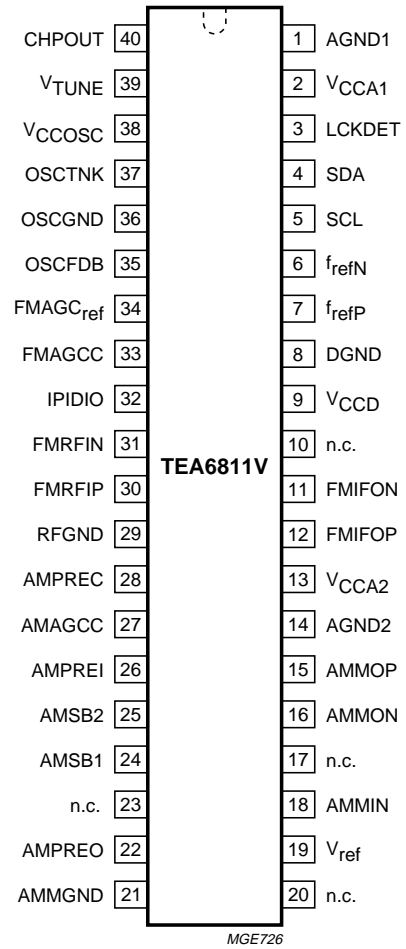 CHPOUT 40 1 AGND1
VTUNE 39 2 VCCA1
VCCOSC 38 3 LCKDET
OSCTNK 37 4 SDA
OSCGND 36 5 SCL
OSCFDB 35 6 frefN
FMAGCref 34 7 frefP
FMAGCC 33 8 DGND
IPIDIO 32 9 VCCD
FMRFIN 31 10 n.c.
TEA6811V
FMRFIP 30 11 FMIFON
RFGND 29 12 FMIFOP
AMPREC 28 13 VCCA2
AMAGCC 27 14 AGND2
AMPREI 26 15 AMMOP
AMSB2 25 16 AMMON
AMSB1 24 17 n.c.
n.c. 23 18 AMMIN
AMPREO 22 19 Vref
AMMGND 21 20 n.c.
MGE726